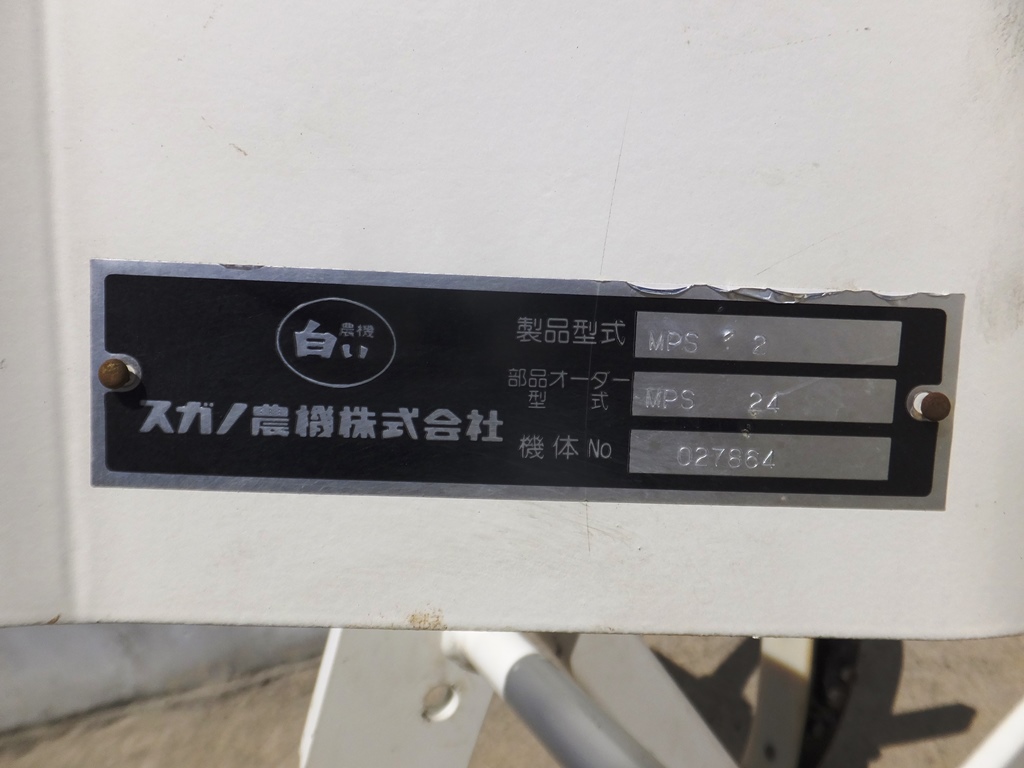 白い農機
スガノ農機株式会社
製品型式 MPS 2
部品オーダー型式 MPS 24
機体No 027864